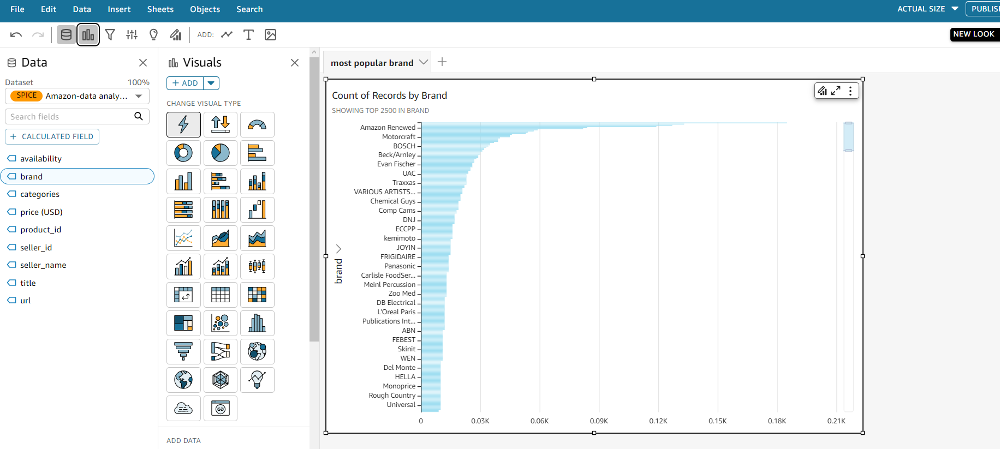 File Edit Data Insert Sheets Objects Search
ACTUAL SIZE
ADD:
NEW LOOK
Data
Dataset 100%
SPICE Amazon-data analy...
Search fields
+ CALCULATED FIELD
availability
brand
categories
price (USD)
product_id
seller_id
seller_name
title
url
Visuals
+ ADD
CHANGE VISUAL TYPE
ADD DATA
most popular brand
Count of Records by Brand
SHOWING TOP 2500 IN BRAND
brand
Amazon Renewed
Motorcraft
BOSCH
Beck/Arnley
Evan Fischer
UAC
Traxxas
VARIOUS ARTISTS...
Chemical Guys
Comp Cams
DNJ
ECCPP
kemimoto
JOYIN
FRIGIDAIRE
Panasonic
Carlisle FoodSer...
Meinl Percussion
Zoo Med
DB Electrical
L'Oreal Paris
Publications Int...
ABN
FEBEST
Skinit
WEN
Del Monte
HELLA
Monoprice
Rough Country
Universal
0 0.03K 0.06K 0.09K 0.12K 0.15K 0.18K 0.21K